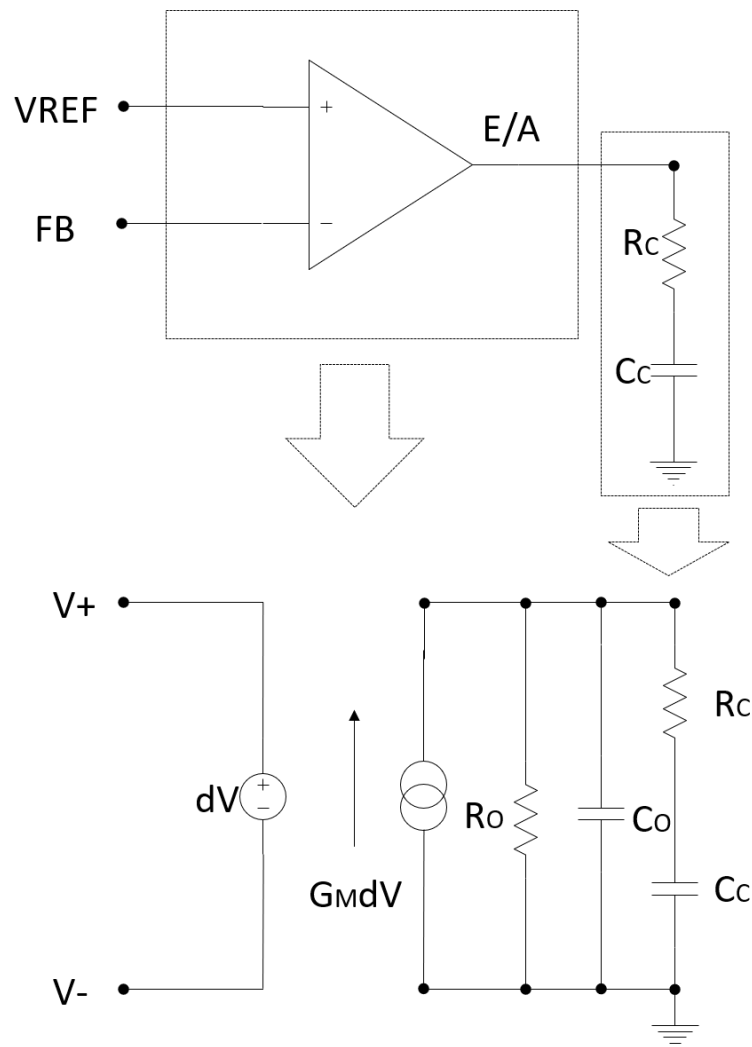 VREF
+
E/A
FB
−
RC
CC
V+
RC
dV
+
−
RO
CO
GMdV
CC
V-